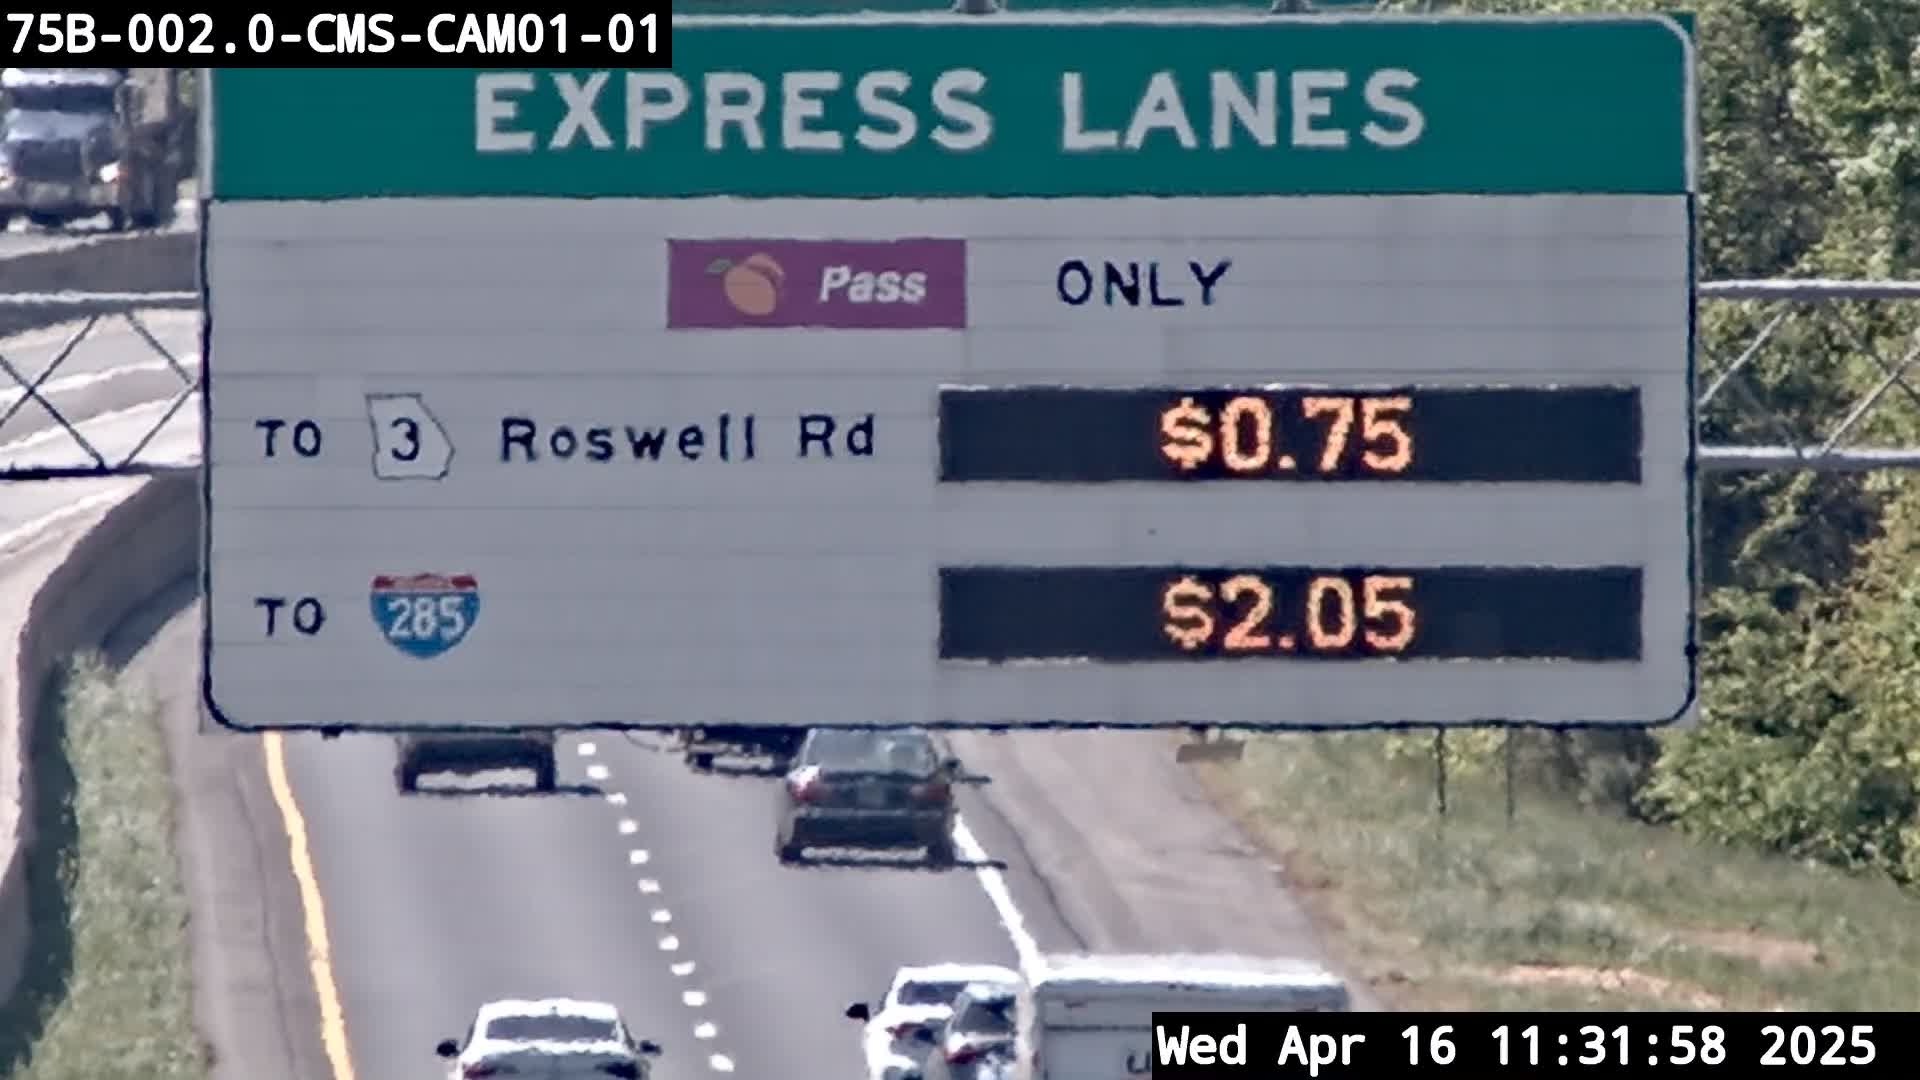 75B-002.0-CMS-CAM01-01
EXPRESS LANES
Pass ONLY
TO 3 Roswell Rd $0.75
TO 285 $2.05
Wed Apr 16 11:31:58 2025